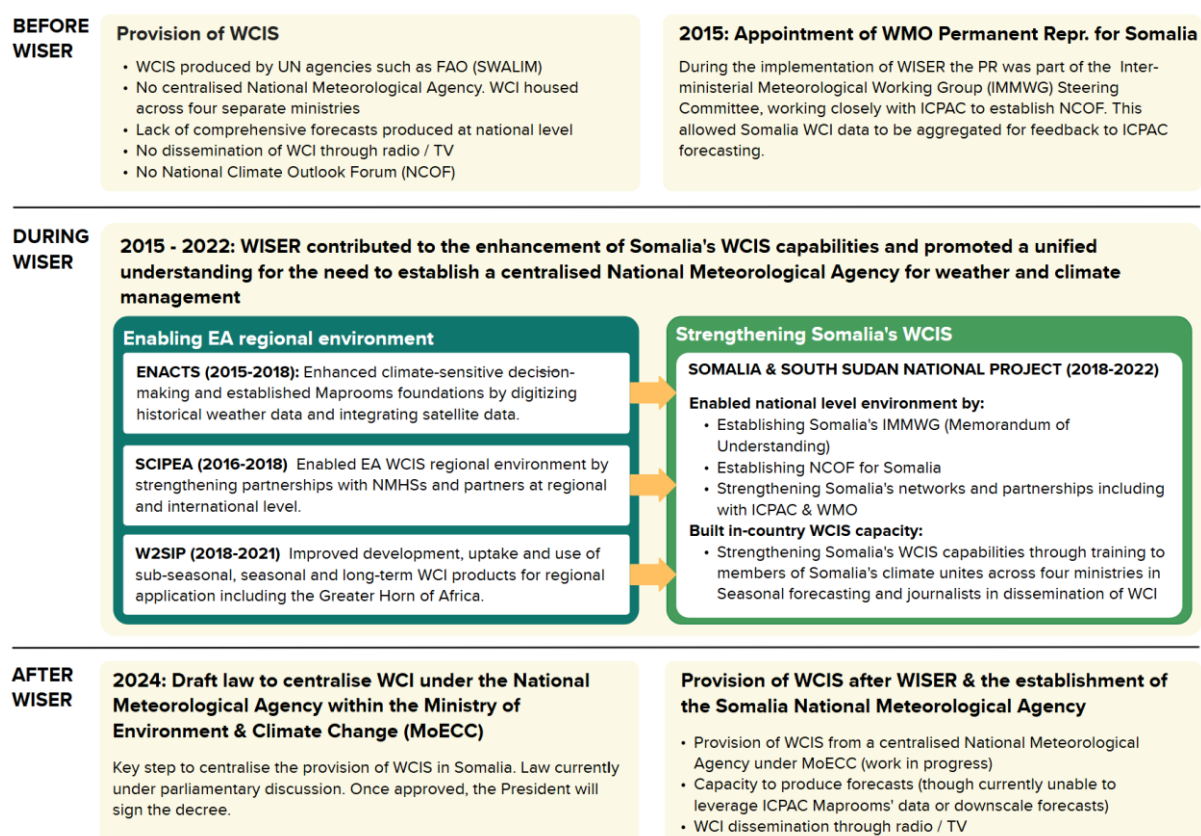 BEFORE
WISER
Provision of WCIS
• WCIS produced by UN agencies such as FAO (SWALIM)
• No centralised National Meteorological Agency. WCI housed
across four separate ministries
• Lack of comprehensive forecasts produced at national level
• No dissemination of WCI through radio / TV
• No National Climate Outlook Forum (NCOF)
2015: Appointment of WMO Permanent Repr. for Somalia
During the implementation of WISER the PR was part of the Inter-
ministerial Meteorological Working Group (IMMWG) Steering
Committee, working closely with ICPAC to establish NCOF. This
allowed Somalia WCI data to be aggregated for feedback to ICPAC
forecasting.
DURING
WISER
2015 - 2022: WISER contributed to the enhancement of Somalia's WCIS capabilities and promoted a unified
understanding for the need to establish a centralised National Meteorological Agency for weather and climate
management
Enabling EA regional environment
ENACTS (2015-2018): Enhanced climate-sensitive decision-
making and established Maprooms foundations by digitizing
historical weather data and integrating satellite data.
SCIPEA (2016-2018) Enabled EA WCIS regional environment by
strengthening partnerships with NMHSs and partners at regional
and international level.
W2SIP (2018-2021) Improved development, uptake and use of
sub-seasonal, seasonal and long-term WCI products for regional
application including the Greater Horn of Africa.
Strengthening Somalia's WCIS
SOMALIA & SOUTH SUDAN NATIONAL PROJECT (2018-2022)
Enabled national level environment by:
• Establishing Somalia's IMMWG (Memorandum of
Understanding)
• Establishing NCOF for Somalia
• Strengthening Somalia's networks and partnerships including
with ICPAC & WMO
Built in-country WCIS capacity:
• Strengthening Somalia's WCIS capabilities through training to
members of Somalia's climate unites across four ministries in
Seasonal forecasting and journalists in dissemination of WCI
AFTER
WISER
2024: Draft law to centralise WCI under the National
Meteorological Agency within the Ministry of
Environment & Climate Change (MoECC)
Key step to centralise the provision of WCIS in Somalia. Law currently
under parliamentary discussion. Once approved, the President will
sign the decree.
Provision of WCIS after WISER & the establishment of
the Somalia National Meteorological Agency
• Provision of WCIS from a centralised National Meteorological
Agency under MoECC (work in progress)
• Capacity to produce forecasts (though currently unable to
leverage ICPAC Maprooms' data or downscale forecasts)
• WCI dissemination through radio / TV